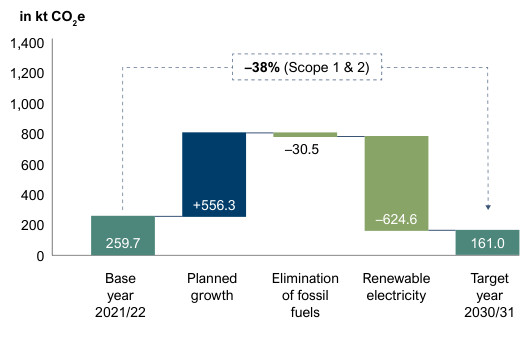 in kt CO₂e
1,400
1,200
1,000
800
600
400
200
0
–38% (Scope 1 & 2)
259.7
+556.3
–30.5
–624.6
161.0
Base
year
2021/22
Planned
growth
Elimination
of fossil
fuels
Renewable
electricity
Target
year
2030/31